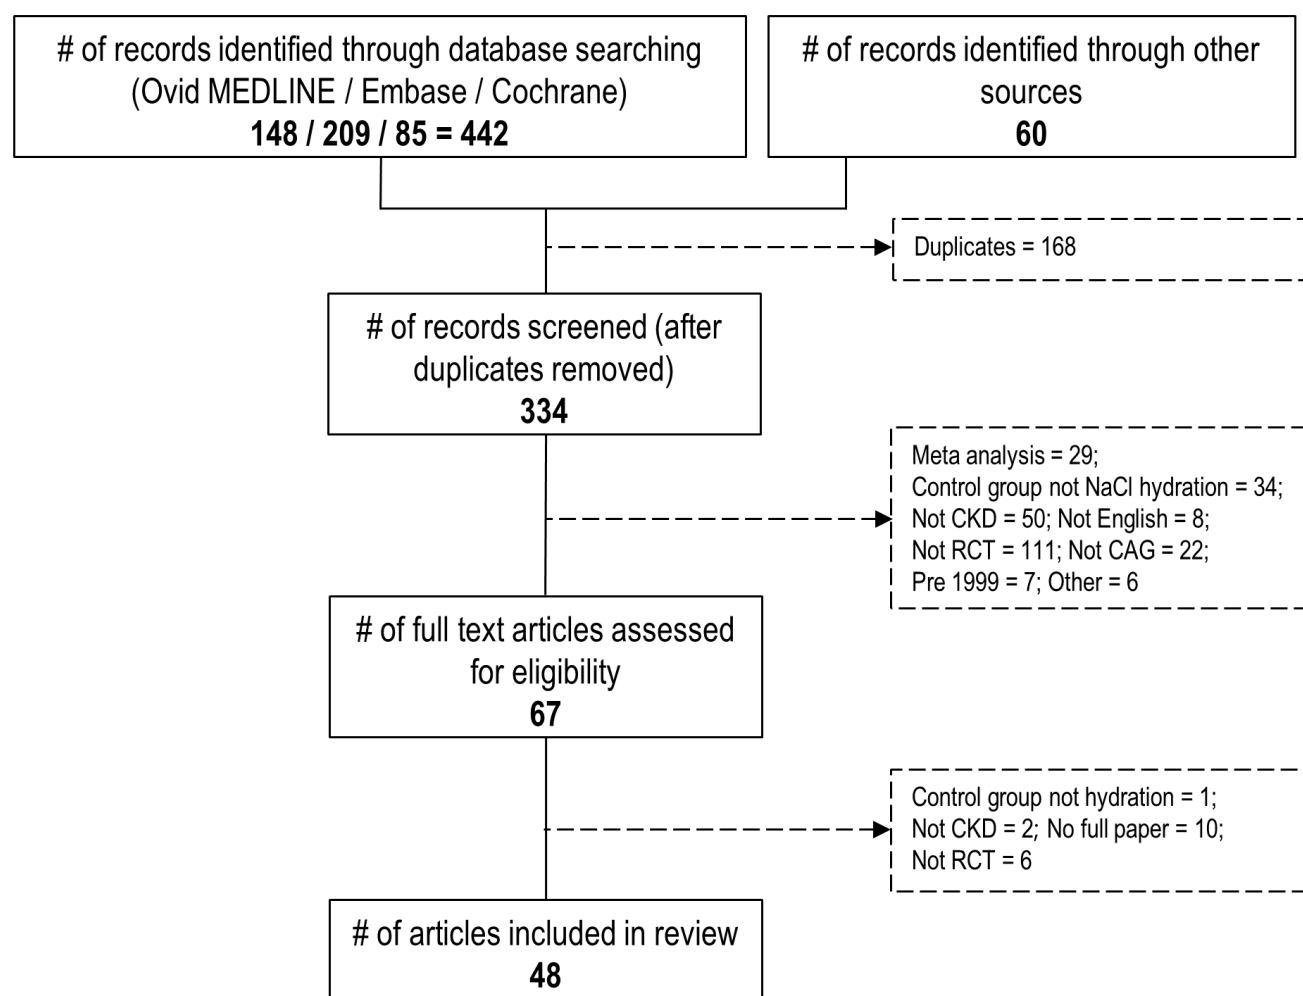 # of records identified through database searching
(Ovid MEDLINE / Embase / Cochrane)
148 / 209 / 85 = 442
# of records identified through other
sources
60
Duplicates = 168
# of records screened (after
duplicates removed)
334
Meta analysis = 29;
Control group not NaCl hydration = 34;
Not CKD = 50; Not English = 8;
Not RCT = 111; Not CAG = 22;
Pre 1999 = 7; Other = 6
# of full text articles assessed
for eligibility
67
Control group not hydration = 1;
Not CKD = 2; No full paper = 10;
Not RCT = 6
# of articles included in review
48